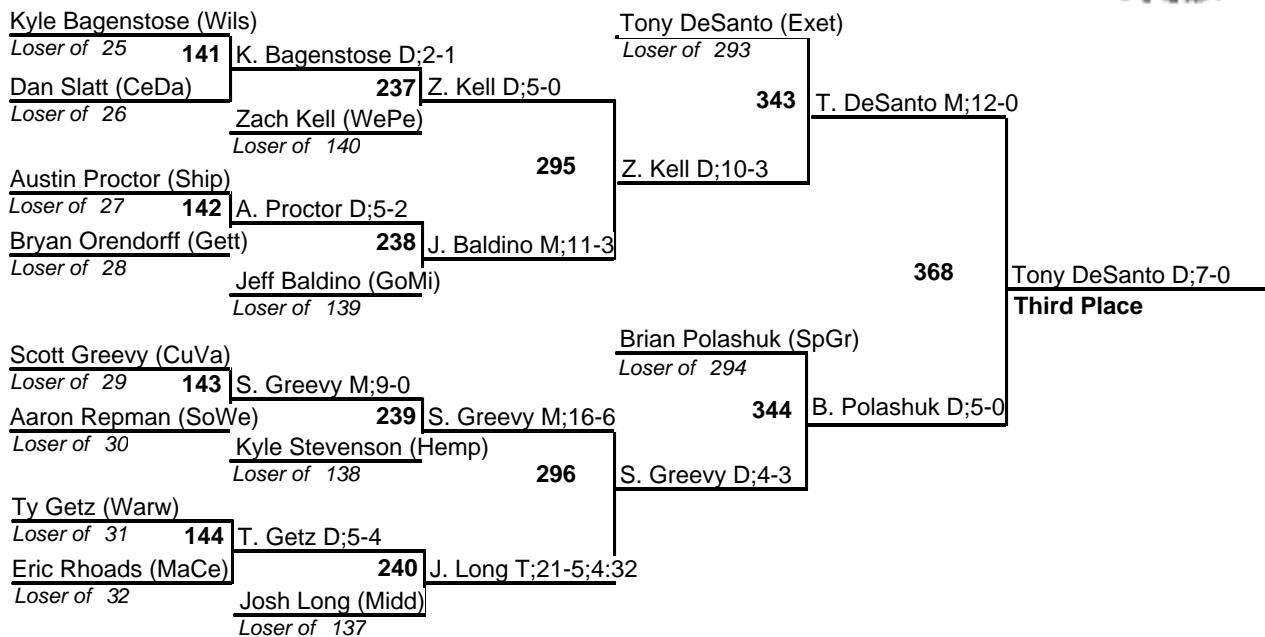 Kyle Bagenstose (Wils)
Loser of 25
141
K. Bagenstose D;2-1
Dan Slatt (CeDa)
Loser of 26
237
Z. Kell D;5-0
Zach Kell (WePe)
Loser of 140
295
Z. Kell D;10-3
Austin Proctor (Ship)
Loser of 27
142
A. Proctor D;5-2
Bryan Orendorff (Gett)
Loser of 28
238
J. Baldino M;11-3
Jeff Baldino (GoMi)
Loser of 139
Tony DeSanto (Exet)
Loser of 293
343
T. DeSanto M;12-0
368
Tony DeSanto D;7-0
Third Place
Scott Greevy (CuVa)
Loser of 29
143
S. Greevy M;9-0
Aaron Repman (SoWe)
Loser of 30
239
S. Greevy M;16-6
Kyle Stevenson (Hemp)
Loser of 138
296
S. Greevy D;4-3
Ty Getz (Warw)
Loser of 31
144
T. Getz D;5-4
Eric Rhoads (MaCe)
Loser of 32
240
J. Long T;21-5;4:32
Josh Long (Midd)
Loser of 137
Brian Polashuk (SpGr)
Loser of 294
344
B. Polashuk D;5-0